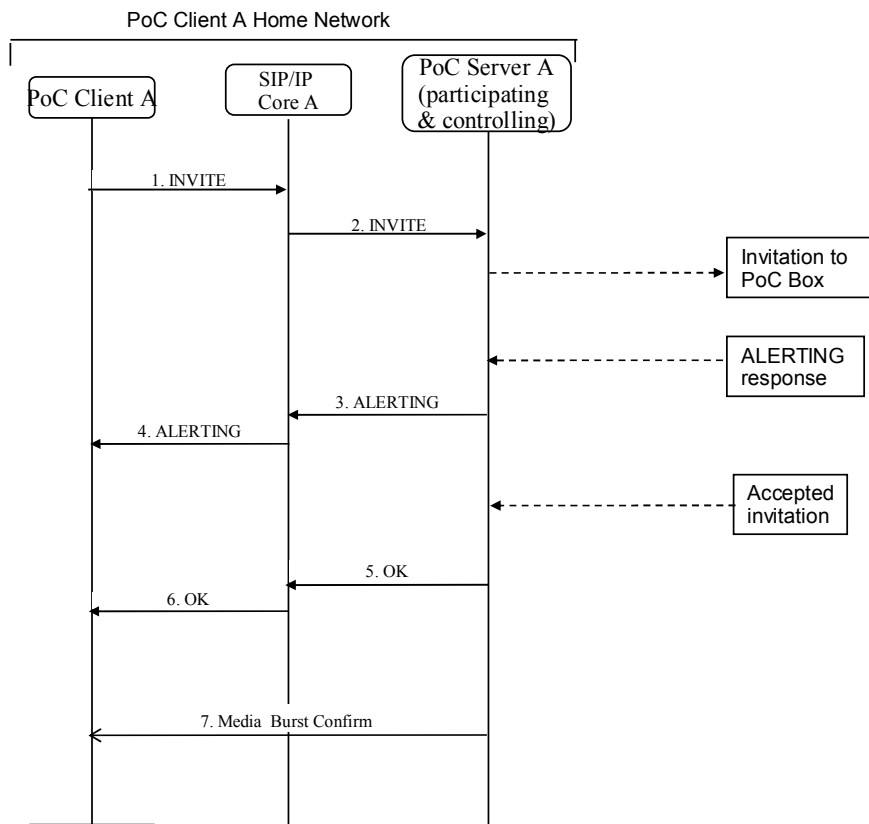 PoC Client A Home Network
PoC Client A
SIP/IP
Core A
PoC Server A
(participating
& controlling)
1. INVITE
2. INVITE
Invitation to
PoC Box
ALERTING
response
3. ALERTING
4. ALERTING
Accepted
invitation
5. OK
6. OK
7. Media Burst Confirm